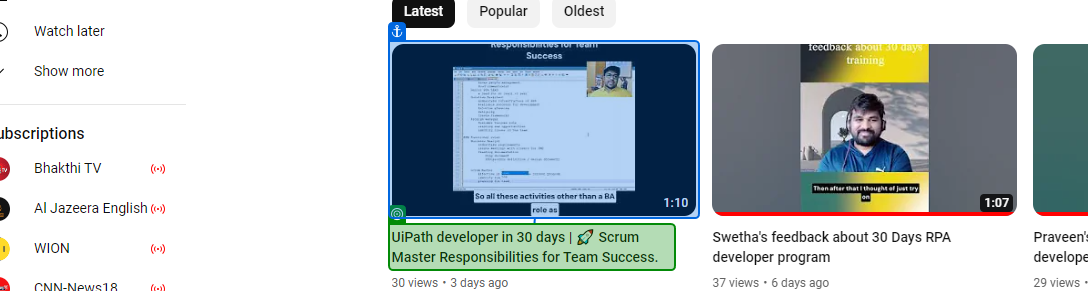 Latest
Popular
Oldest
Watch later
Show more
ubscriptions
Bhakthi TV
Al Jazeera English
WION
CNN-News18
Responsibilities for Team
Success
So all these activities other than a BA
role as
1:10
UiPath developer in 30 days | 🚀 Scrum
Master Responsibilities for Team Success.
30 views • 3 days ago
feedback about 30 days
training
Then after that I thought of just try
on
1:07
Swetha's feedback about 30 Days RPA
developer program
37 views • 6 days ago
Praveen's
develope
29 views •